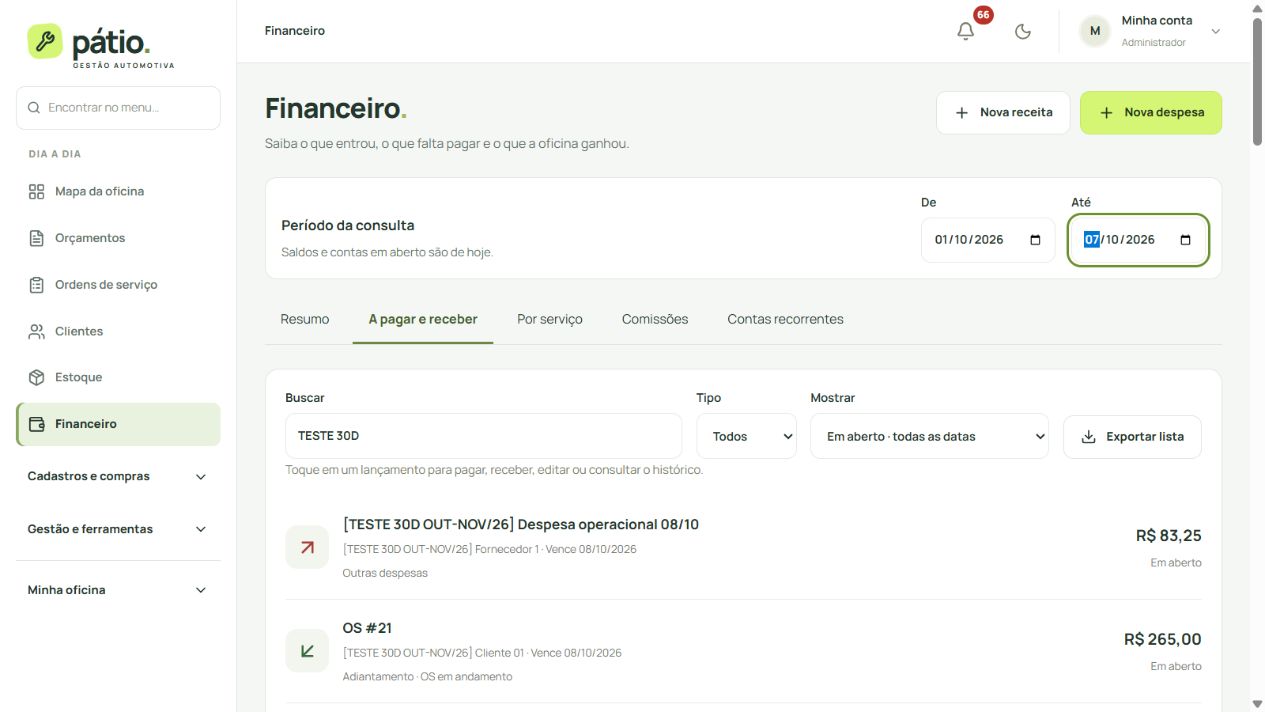 pátio.
GESTÃO AUTOMOTIVA
Encontrar no menu...
DIA A DIA
Mapa da oficina
Orçamentos
Ordens de serviço
Clientes
Estoque
Financeiro
Cadastros e compras
Gestão e ferramentas
Minha oficina
Financeiro
66
M
Minha conta
Administrador
Financeiro.
Saiba o que entrou, o que falta pagar e o que a oficina ganhou.
Nova receita
Nova despesa
Período da consulta
Saldos e contas em aberto são de hoje.
De
01/10/2026
Até
07/10/2026
Resumo
A pagar e receber
Por serviço
Comissões
Contas recorrentes
Buscar
TESTE 30D
Tipo
Todos
Mostrar
Em aberto · todas as datas
Exportar lista
Toque em um lançamento para pagar, receber, editar ou consultar o histórico.
[TESTE 30D OUT-NOV/26] Despesa operacional 08/10
[TESTE 30D OUT-NOV/26] Fornecedor 1 · Vence 08/10/2026
Outras despesas
R$ 83,25
Em aberto
OS #21
[TESTE 30D OUT-NOV/26] Cliente 01 · Vence 08/10/2026
Adiantamento · OS em andamento
R$ 265,00
Em aberto